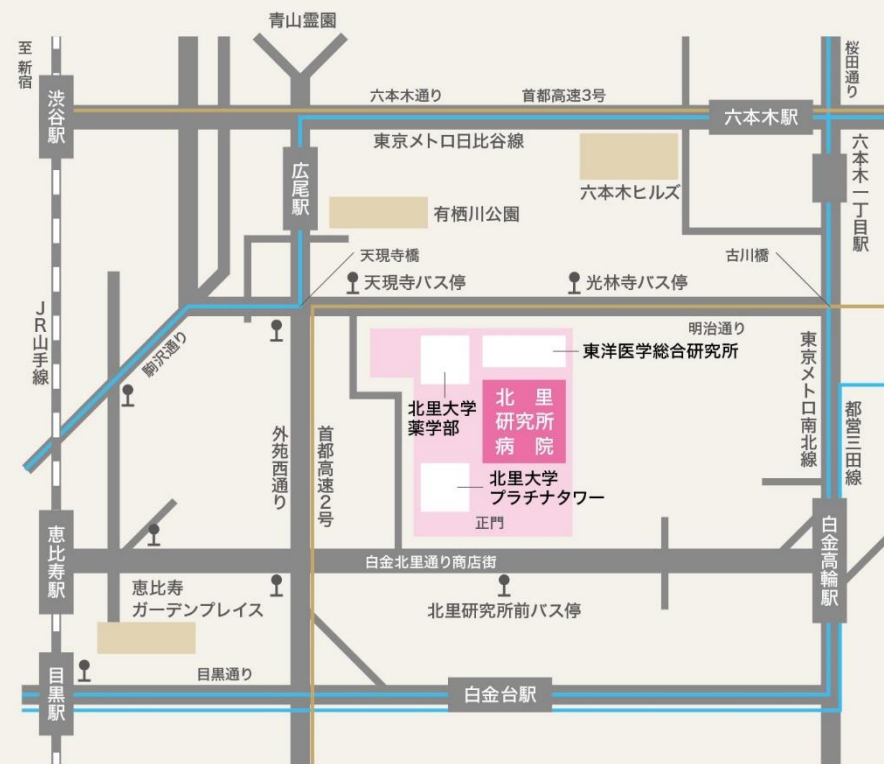 青山霊園
至 新宿
桜田通り
六本木通り
首都高速3号
渋谷駅
六本木駅
東京メトロ日比谷線
広尾駅
六本木ヒルズ
六本木一丁目駅
有栖川公園
天現寺橋
古川橋
天現寺バス停
光林寺バス停
明治通り
JR山手線
駒沢通り
東洋医学総合研究所
東京メトロ南北線
北里大学
薬学部
北 里
研究所
病 院
都営三田線
外苑西通り
首都高速2号
北里大学
プラチナタワー
正門
恵比寿駅
白金北里通り商店街
白金高輪駅
恵比寿
ガーデンプレイス
北里研究所前バス停
目黒駅
目黒通り
白金台駅